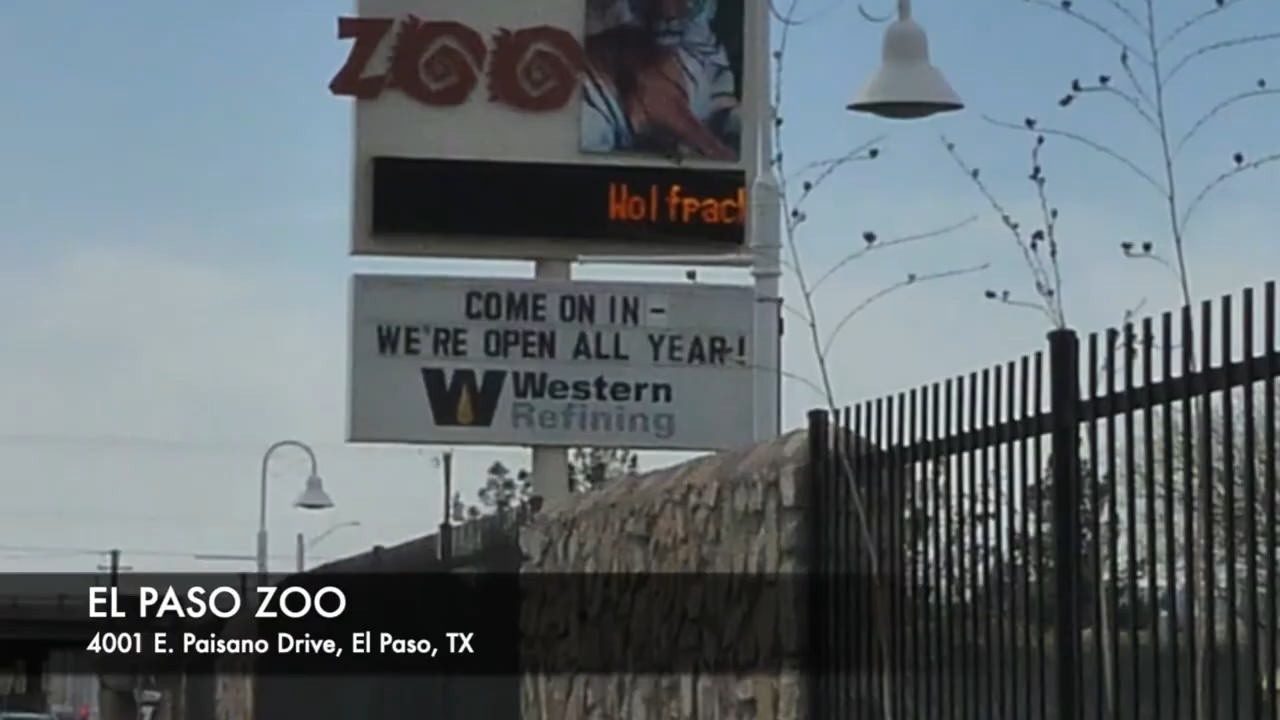 ZOO
Wolfpac
COME ON IN -
WE'RE OPEN ALL YEAR!
W Western
Refining
EL PASO ZOO
4001 E. Paisano Drive, El Paso, TX